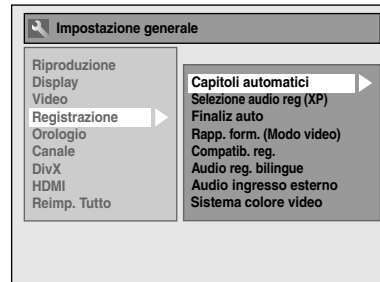 Impostazione generale
Riproduzione
Display
Video
Registrazione
Orologio
Canale
DivX
HDMI
Reimp. Tutto
Capitoli automatici
Selezione audio reg (XP)
Finaliz auto
Rapp. form. (Modo video)
Compatib. reg.
Audio reg. bilingue
Audio ingresso esterno
Sistema colore video